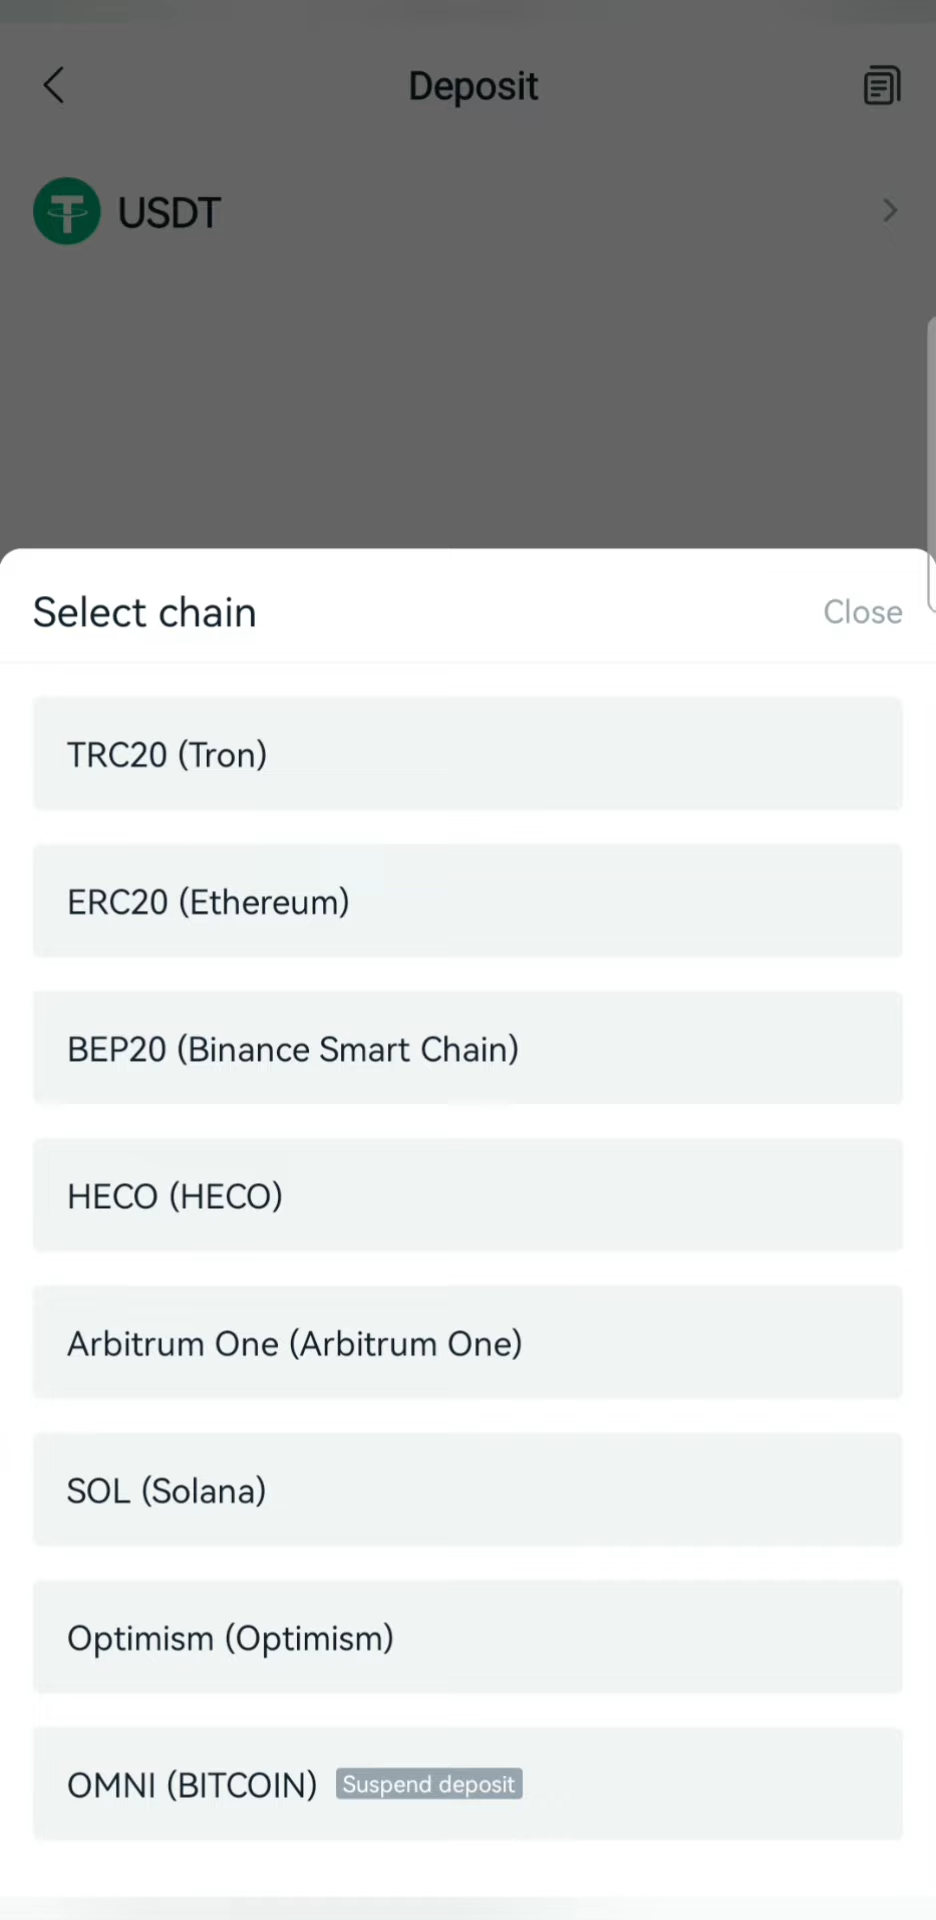 Deposit
USDT
Select chain
Close
TRC20 (Tron)
ERC20 (Ethereum)
BEP20 (Binance Smart Chain)
HECO (HECO)
Arbitrum One (Arbitrum One)
SOL (Solana)
Optimism (Optimism)
OMNI (BITCOIN) Suspend deposit